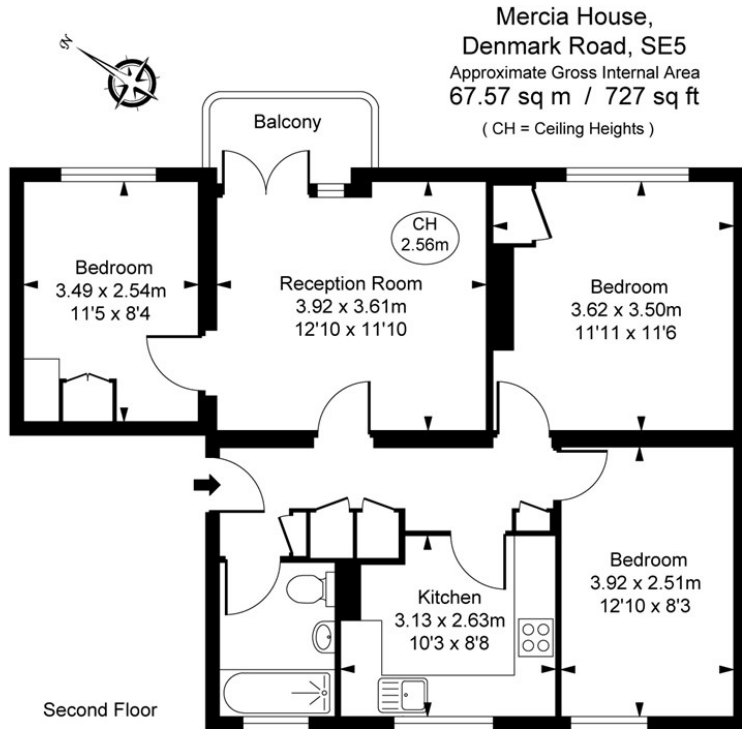 Mercia House,
Denmark Road, SE5
Approximate Gross Internal Area
67.57 sq m / 727 sq ft
( CH = Ceiling Heights )
N
Balcony
CH
2.56m
Bedroom
3.49 x 2.54m
11'5 x 8'4
Reception Room
3.92 x 3.61m
12'10 x 11'10
Bedroom
3.62 x 3.50m
11'11 x 11'6
Kitchen
3.13 x 2.63m
10'3 x 8'8
Bedroom
3.92 x 2.51m
12'10 x 8'3
Second Floor